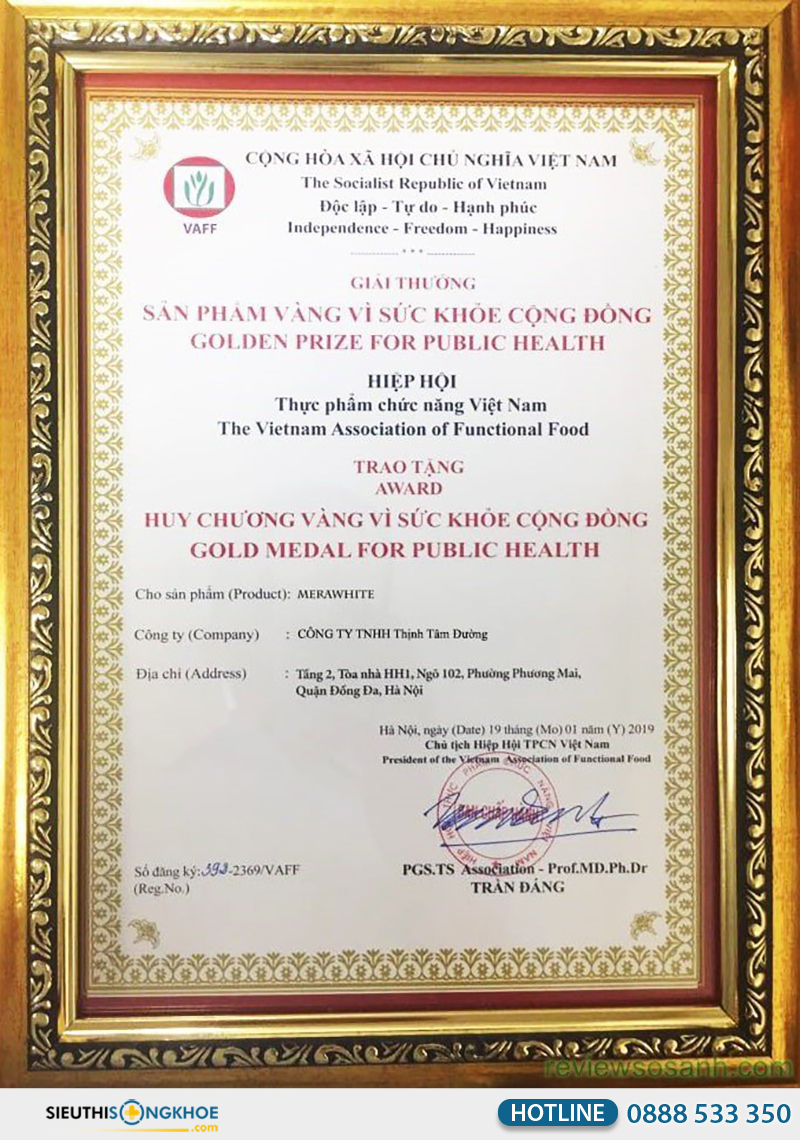 CỘNG HÒA XÃ HỘI CHỦ NGHĨA VIỆT NAM
The Socialist Republic of Vietnam
Độc lập - Tự do - Hạnh phúc
Independence - Freedom - Happiness
VAFF
GIẢI THƯỞNG
SẢN PHẨM VÀNG VÌ SỨC KHỎE CỘNG ĐỒNG
GOLDEN PRIZE FOR PUBLIC HEALTH
HIỆP HỘI
Thực phẩm chức năng Việt Nam
The Vietnam Association of Functional Food
TRAO TẶNG
AWARD
HUY CHƯƠNG VÀNG VÌ SỨC KHỎE CỘNG ĐỒNG
GOLD MEDAL FOR PUBLIC HEALTH
Cho sản phẩm (Product): MERAWHITE
Công ty (Company) : CÔNG TY TNHH Thịnh Tâm Đường
Địa chỉ (Address) : Tầng 2, Tòa nhà HH1, Ngõ 102, Phường Phương Mai,
Quận Đống Đa, Hà Nội
Hà Nội, ngày (Date) 19 tháng (Mo) 01 năm (Y) 2019
Chủ tịch Hiệp Hội TPCN Việt Nam
President of the Vietnam Association of Functional Food
Số đăng ký: -2369/VAFF
(Reg.No.)
PGS.TS Association - Prof.MD.Ph.Dr
TRẦN ĐÁNG
reviewsosanh.com
SIEUTHISONGKHOE
.com
HOTLINE 0888 533 350